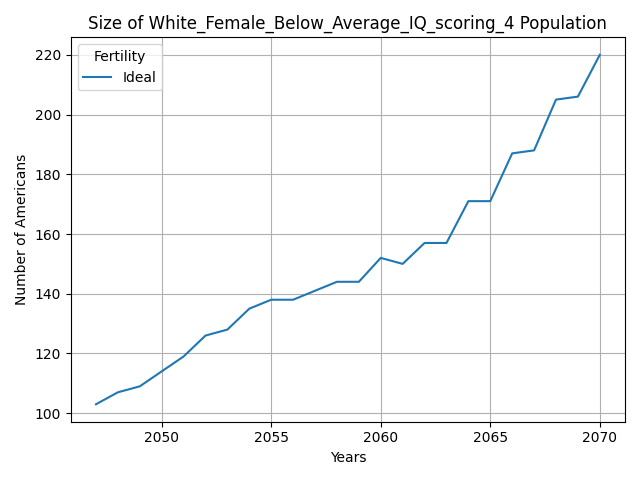 Size of White_Female_Below_Average_IQ_scoring_4 Population
Fertility
Ideal
Number of Americans
220
200
180
160
140
120
100
2050 2055 2060 2065 2070
Years